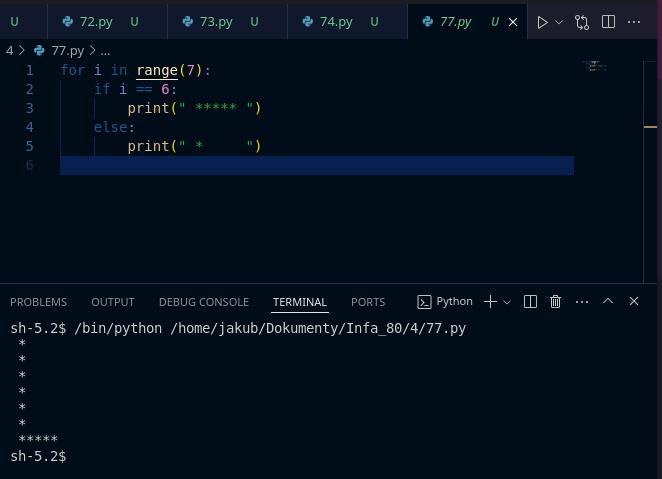 U 72.py U 73.py U 74.py U 77.py U
4 > 77.py > ...
1 for i in range(7):
2     if i == 6:
3         print(" ***** ")
4     else:
5         print(" *     ")
6
PROBLEMS OUTPUT DEBUG CONSOLE TERMINAL PORTS Python
sh-5.2$ /bin/python /home/jakub/Dokumenty/Infa_80/4/77.py
 *
 *
 *
 *
 *
 *
 *****
sh-5.2$